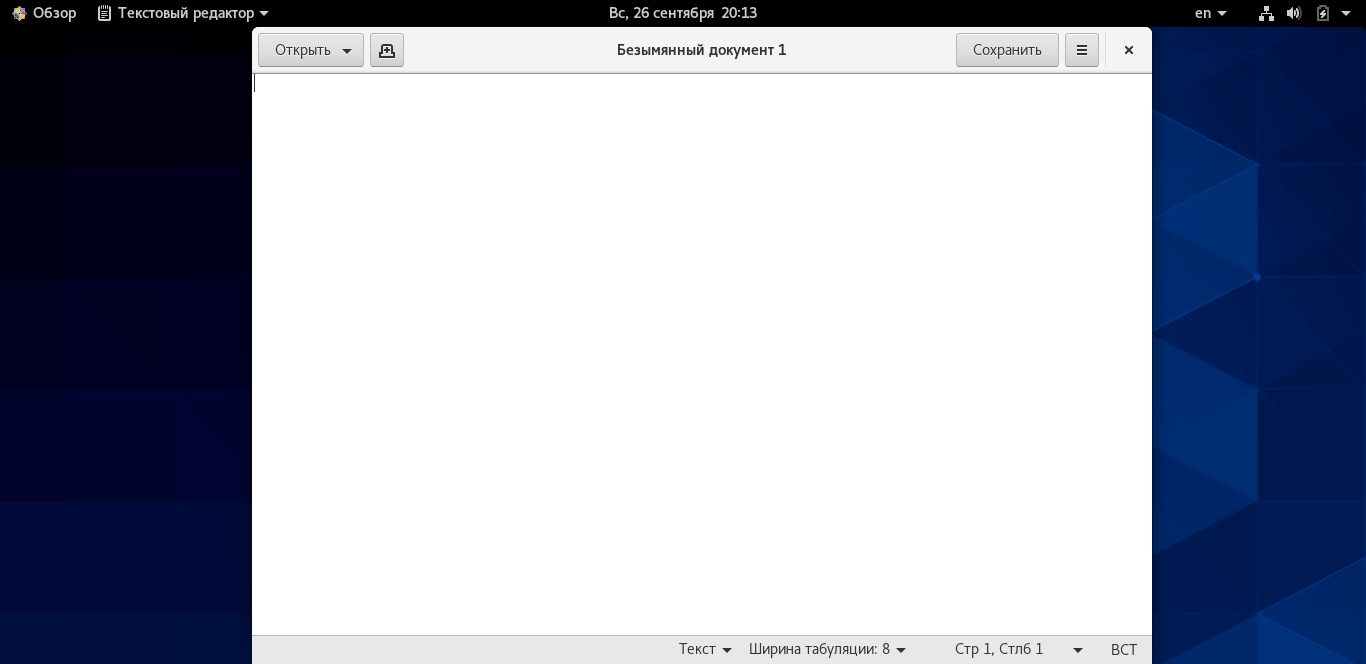 Обзор Текстовый редактор Вс, 26 сентября 20:13 en
Открыть Безымянный документ 1 Сохранить
Текст Ширина табуляции: 8 Стр 1, Стлб 1 ВСТ